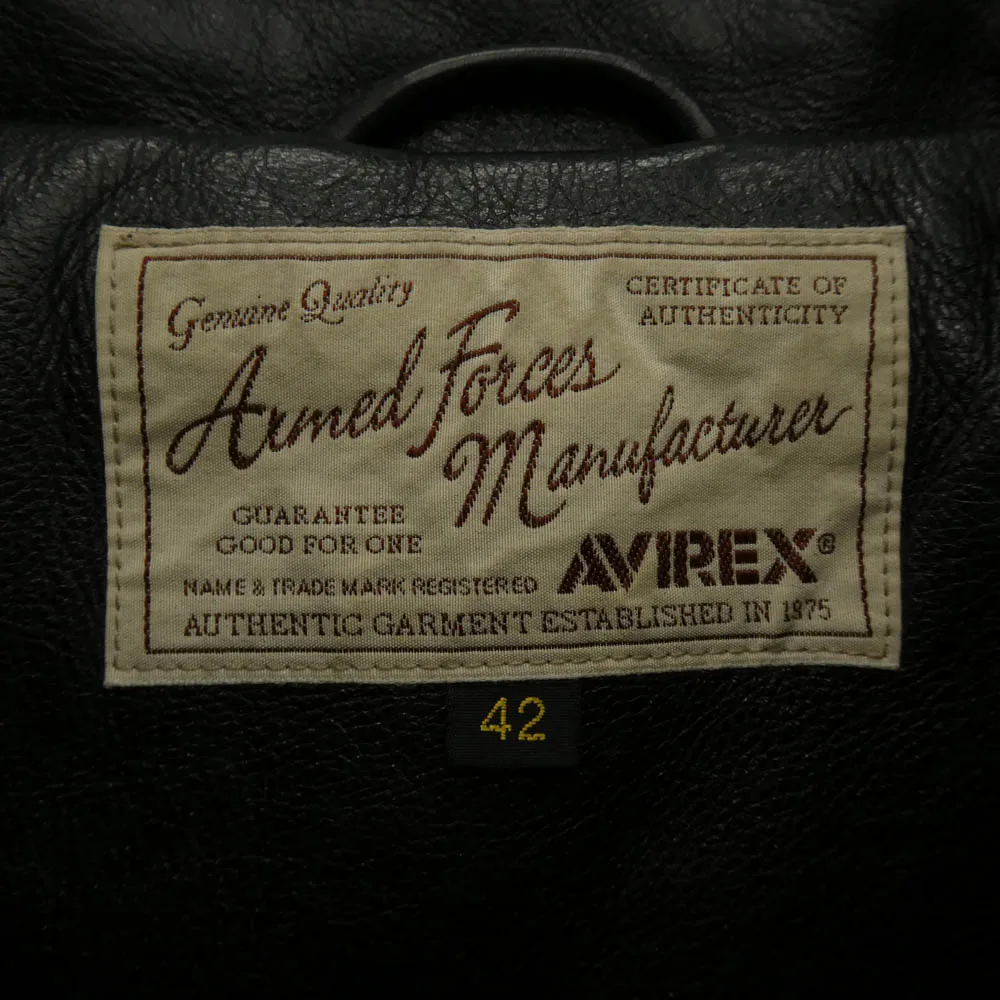 Genuine Quality
CERTIFICATE OF
AUTHENTICITY
Armed Forces
Manufacturer
GUARANTEE
GOOD FOR ONE
AVIREX®
NAME & TRADE MARK REGISTERED
AUTHENTIC GARMENT ESTABLISHED IN 1975
42